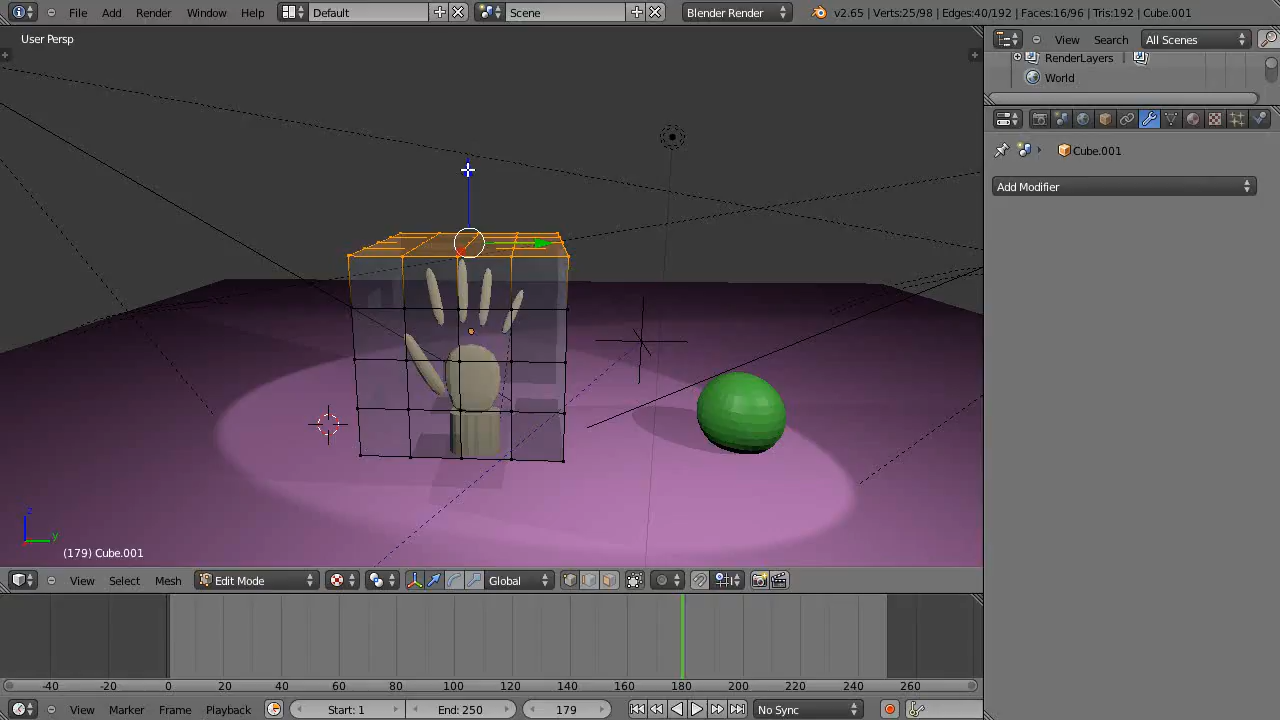 File Add Render Window Help Default Scene Blender Render v2.65 | Verts:25/98 | Edges:40/192 | Faces:16/96 | Tris:192 | Cube.001
User Persp
View Search All Scenes
RenderLayers |
World
Cube.001
Add Modifier
z
y
(179) Cube.001
View Select Mesh Edit Mode Global
-40 -20 0 20 40 60 80 100 120 140 160 180 200 220 240 260
View Marker Frame Playback Start: 1 End: 250 179 No Sync